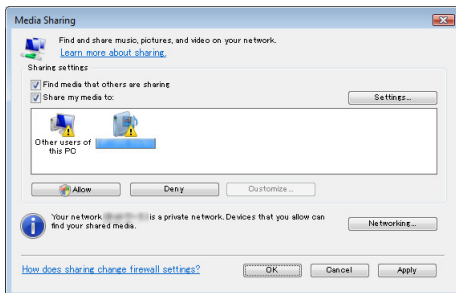 Media Sharing
Find and share music, pictures, and video on your network.
Learn more about sharing.
Sharing settings
Find media that others are sharing
Share my media to:
Settings...
Other users of
this PC
Allow
Deny
Customize...
Your network is a private network. Devices that you allow can
find your shared media.
Networking...
How does sharing change firewall settings?
OK
Cancel
Apply